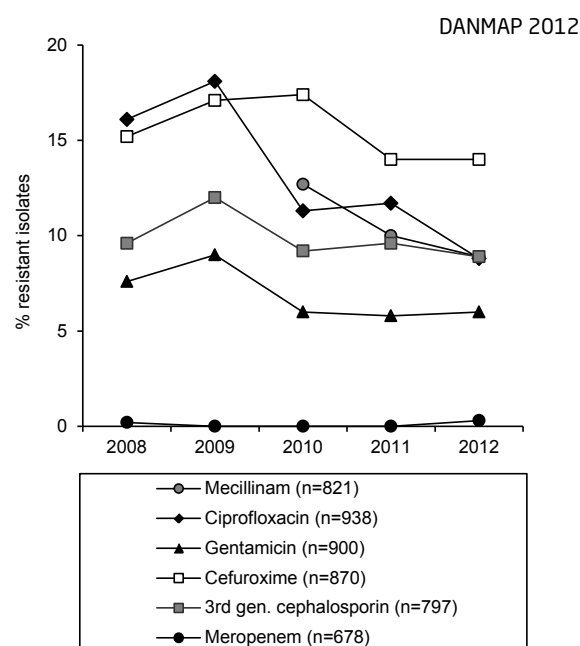 DANMAP 2012
20
15
10
5
0
% resistant isolates
2008 2009 2010 2011 2012
Mecillinam (n=821)
Ciprofloxacin (n=938)
Gentamicin (n=900)
Cefuroxime (n=870)
3rd gen. cephalosporin (n=797)
Meropenem (n=678)